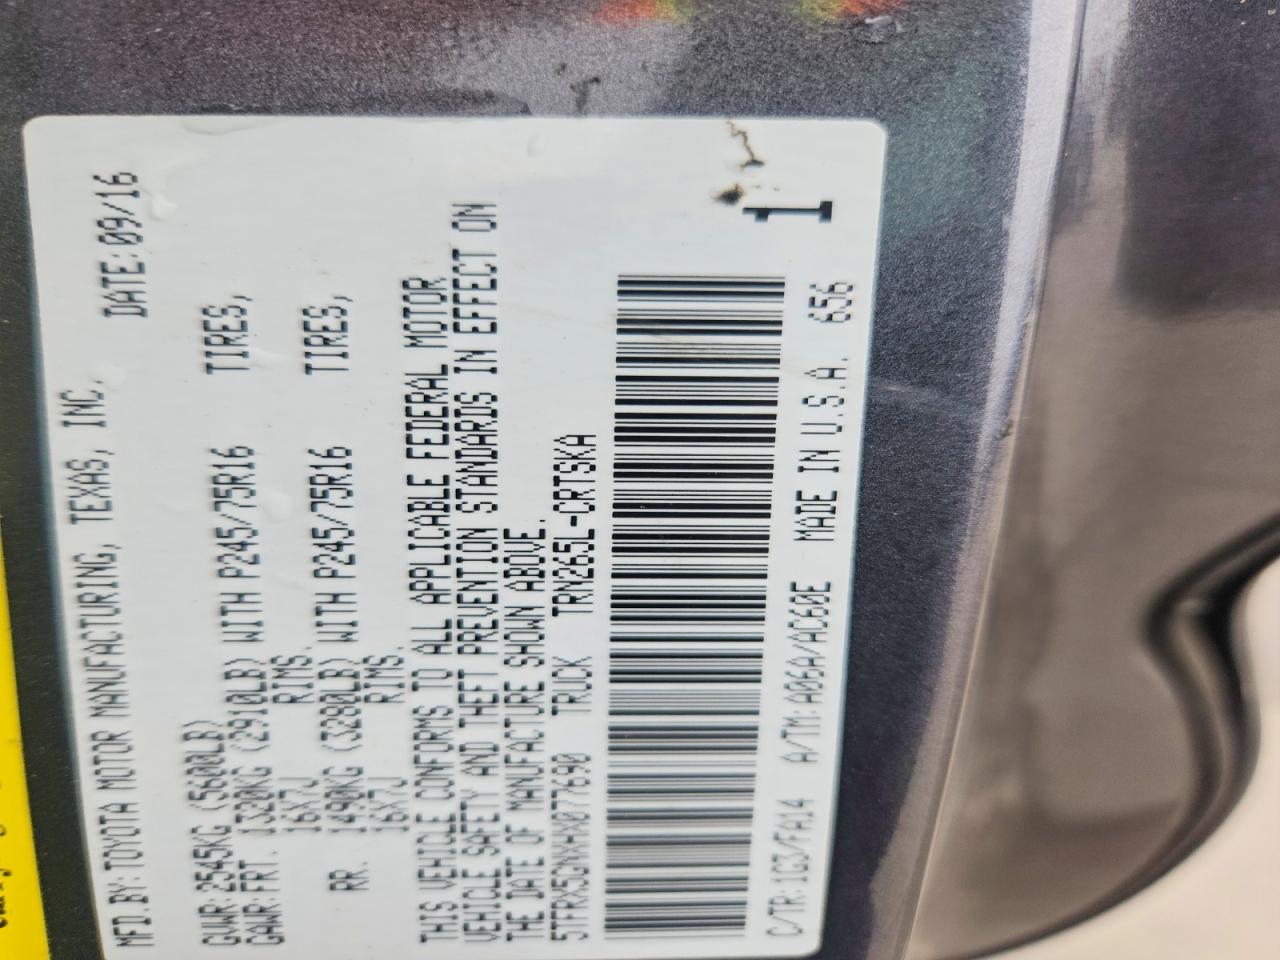 MFD.BY: TOYOTA MOTOR MANUFACTURING, TEXAS, INC. DATE: 09/16
GVWR: 2545KG (5600LB)
GAWR: FRT. 1320KG (2910LB) WITH P245/75R16 TIRES,
16X7J RIMS.
RR. 1490KG (3280LB) WITH P245/75R16 TIRES,
16X7J RIMS.
THIS VEHICLE CONFORMS TO ALL APPLICABLE FEDERAL MOTOR
VEHICLE SAFETY AND THEFT PREVENTION STANDARDS IN EFFECT ON
THE DATE OF MANUFACTURE SHOWN ABOVE.
5TFRX5GNXHX077690 TRUCK TRN265L-CRTSKA
C/TR: 1G3/FA14 A/TM: A06A/AC60E MADE IN U.S.A. 656
1